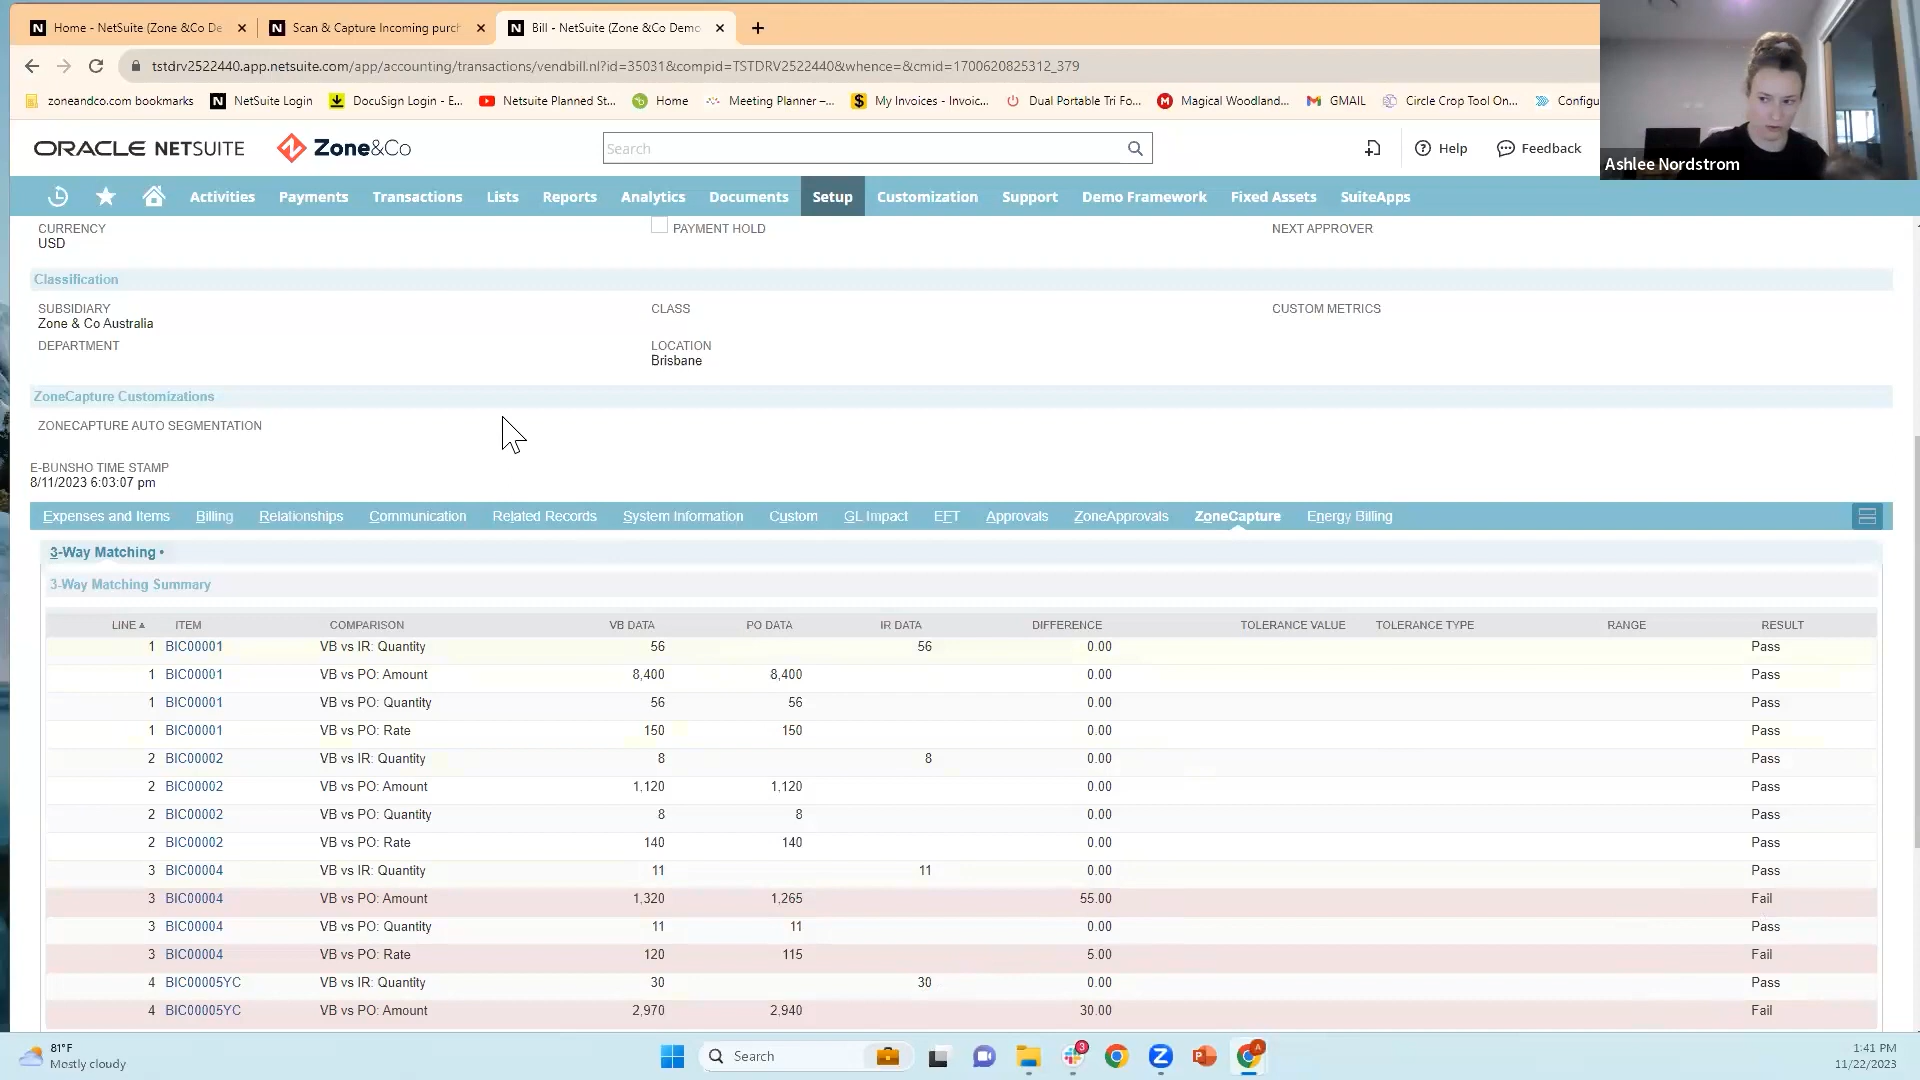 Home - NetSuite (Zone &Co De
Scan & Capture Incoming purch
Bill - NetSuite (Zone &Co Demo
tstdrv2522440.app.netsuite.com/app/accounting/transactions/vendbill.nl?id=35031&compid=TSTDRV2522440&whence=&cmid=1700620825312_379
zoneandco.com bookmarks NetSuite Login DocuSign Login - E... Netsuite Planned St... Home Meeting Planner –... My Invoices - Invoic... Dual Portable Tri Fo... Magical Woodland... GMAIL Circle Crop Tool On... Configu
ORACLE NETSUITE Zone&Co Search Help Feedback
Ashlee Nordstrom
Activities Payments Transactions Lists Reports Analytics Documents Setup Customization Support Demo Framework Fixed Assets SuiteApps
CURRENCY PAYMENT HOLD NEXT APPROVER
USD
Classification
SUBSIDIARY CLASS CUSTOM METRICS
Zone & Co Australia
DEPARTMENT LOCATION
Brisbane
ZoneCapture Customizations
ZONECAPTURE AUTO SEGMENTATION
E-BUNSHO TIME STAMP
8/11/2023 6:03:07 pm
Expenses and Items Billing Relationships Communication Related Records System Information Custom GL Impact EFT Approvals ZoneApprovals ZoneCapture Energy Billing
3-Way Matching •
3-Way Matching Summary
LINE ▲ ITEM COMPARISON VB DATA PO DATA IR DATA DIFFERENCE TOLERANCE VALUE TOLERANCE TYPE RANGE RESULT
1 BIC00001 VB vs IR: Quantity 56 56 0.00 Pass
1 BIC00001 VB vs PO: Amount 8,400 8,400 0.00 Pass
1 BIC00001 VB vs PO: Quantity 56 56 0.00 Pass
1 BIC00001 VB vs PO: Rate 150 150 0.00 Pass
2 BIC00002 VB vs IR: Quantity 8 8 0.00 Pass
2 BIC00002 VB vs PO: Amount 1,120 1,120 0.00 Pass
2 BIC00002 VB vs PO: Quantity 8 8 0.00 Pass
2 BIC00002 VB vs PO: Rate 140 140 0.00 Pass
3 BIC00004 VB vs IR: Quantity 11 11 0.00 Pass
3 BIC00004 VB vs PO: Amount 1,320 1,265 55.00 Fail
3 BIC00004 VB vs PO: Quantity 11 11 0.00 Pass
3 BIC00004 VB vs PO: Rate 120 115 5.00 Fail
4 BIC00005YC VB vs IR: Quantity 30 30 0.00 Pass
4 BIC00005YC VB vs PO: Amount 2,970 2,940 30.00 Fail
81°F
Mostly cloudy
Search
3
A
1:41 PM
11/22/2023